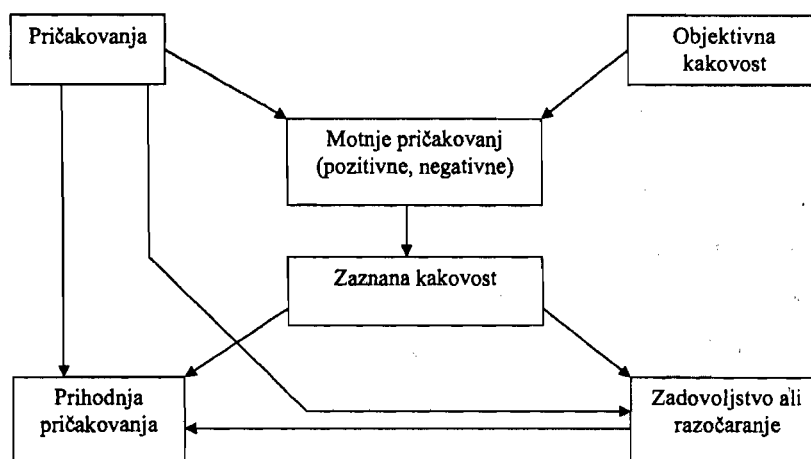 Pričakovanja
Objektivna
kakovost
Motnje pričakovanj
(pozitivne, negativne)
Zaznana kakovost
Prihodnja
pričakovanja
Zadovoljstvo ali
razočaranje